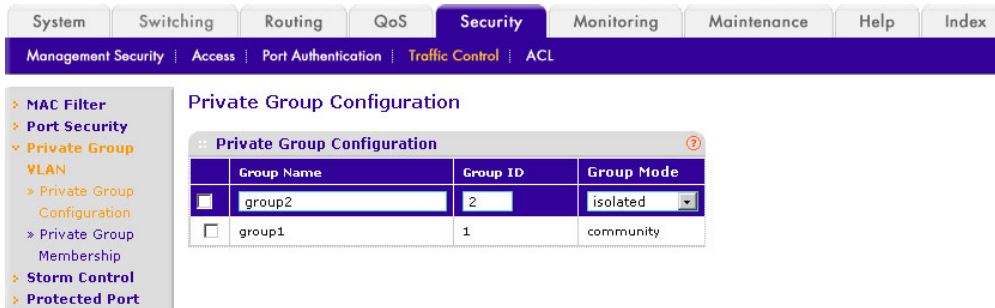 System Switching Routing QoS Security Monitoring Maintenance Help Index
Management Security Access Port Authentication Traffic Control ACL
MAC Filter
Port Security
Private Group
VLAN
» Private Group
Configuration
» Private Group
Membership
Storm Control
Protected Port
Private Group Configuration
Private Group Configuration ?
Group Name Group ID Group Mode
group2 2 isolated
group1 1 community